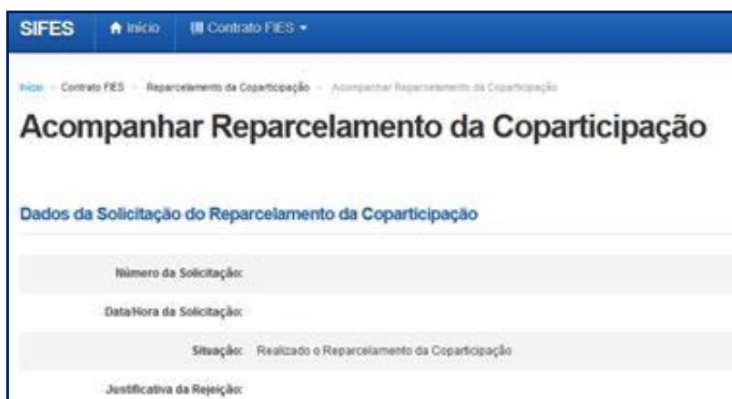 SIFES Início Contrato FIES
Início Contrato FIES Reparcelamento da Coparticipação Acompanhar Reparcelamento da Coparticipação
Acompanhar Reparcelamento da Coparticipação
Dados da Solicitação do Reparcelamento da Coparticipação
Número da Solicitação:
Data/Hora da Solicitação:
Situação: Realizado o Reparcelamento da Coparticipação
Justificativa da Rejeição: